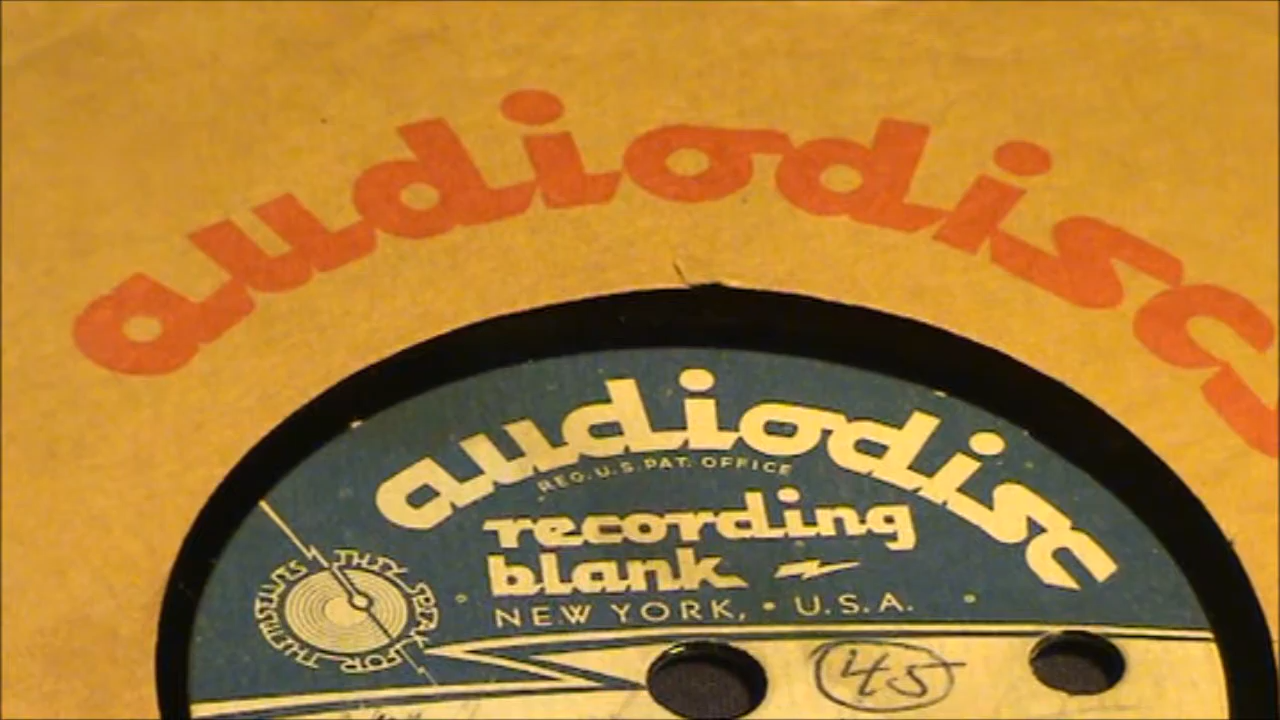 audiodisc
audiodisc
REG. U.S. PAT. OFFICE
recording
blank
NEW YORK, • U.S.A.
THEY SPEAK FOR THEMSELVES
45